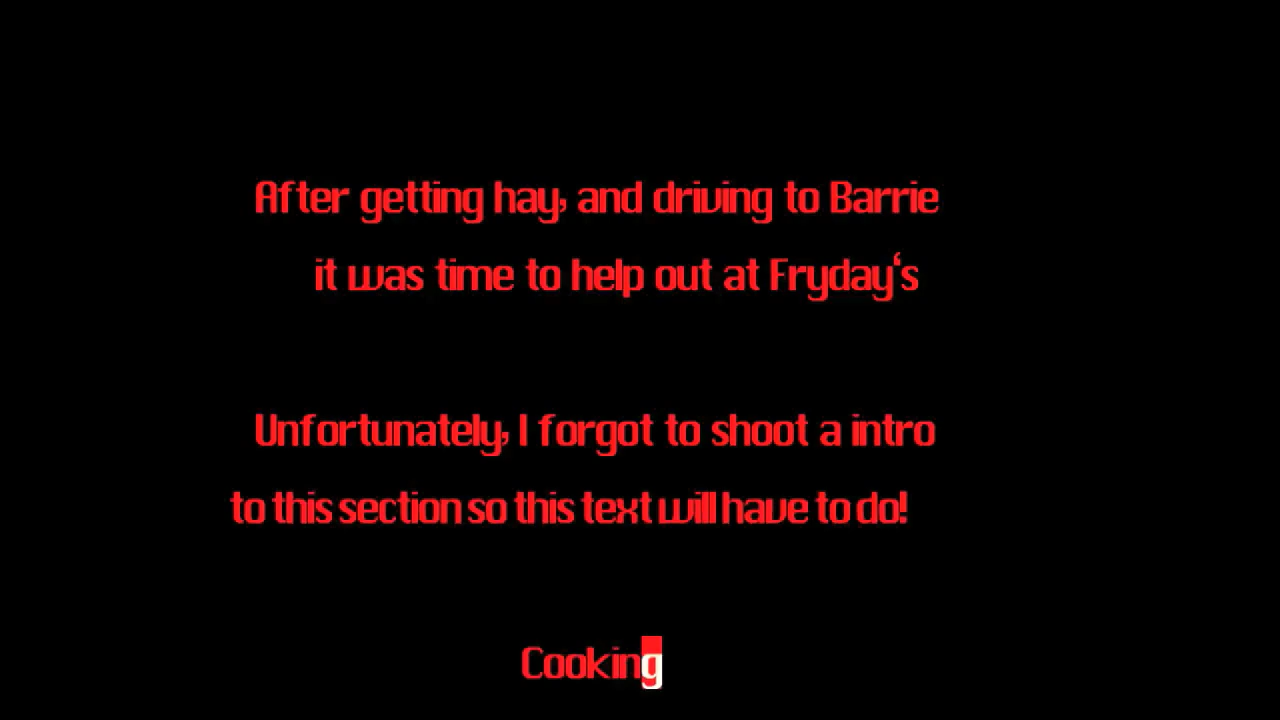 After getting hay, and driving to Barrie
it was time to help out at Fryday's
Unfortunately, I forgot to shoot a intro
to this section so this text will have to do!
Cooking